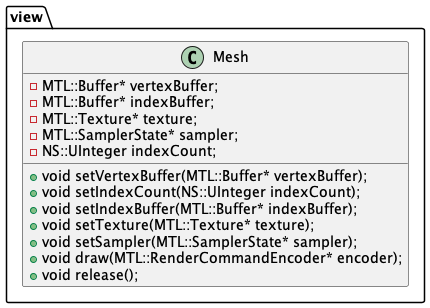 view
C Mesh
MTL::Buffer* vertexBuffer;
MTL::Buffer* indexBuffer;
MTL::Texture* texture;
MTL::SamplerState* sampler;
NS::UInteger indexCount;
void setVertexBuffer(MTL::Buffer* vertexBuffer);
void setIndexCount(NS::UInteger indexCount);
void setIndexBuffer(MTL::Buffer* indexBuffer);
void setTexture(MTL::Texture* texture);
void setSampler(MTL::SamplerState* sampler);
void draw(MTL::RenderCommandEncoder* encoder);
void release();